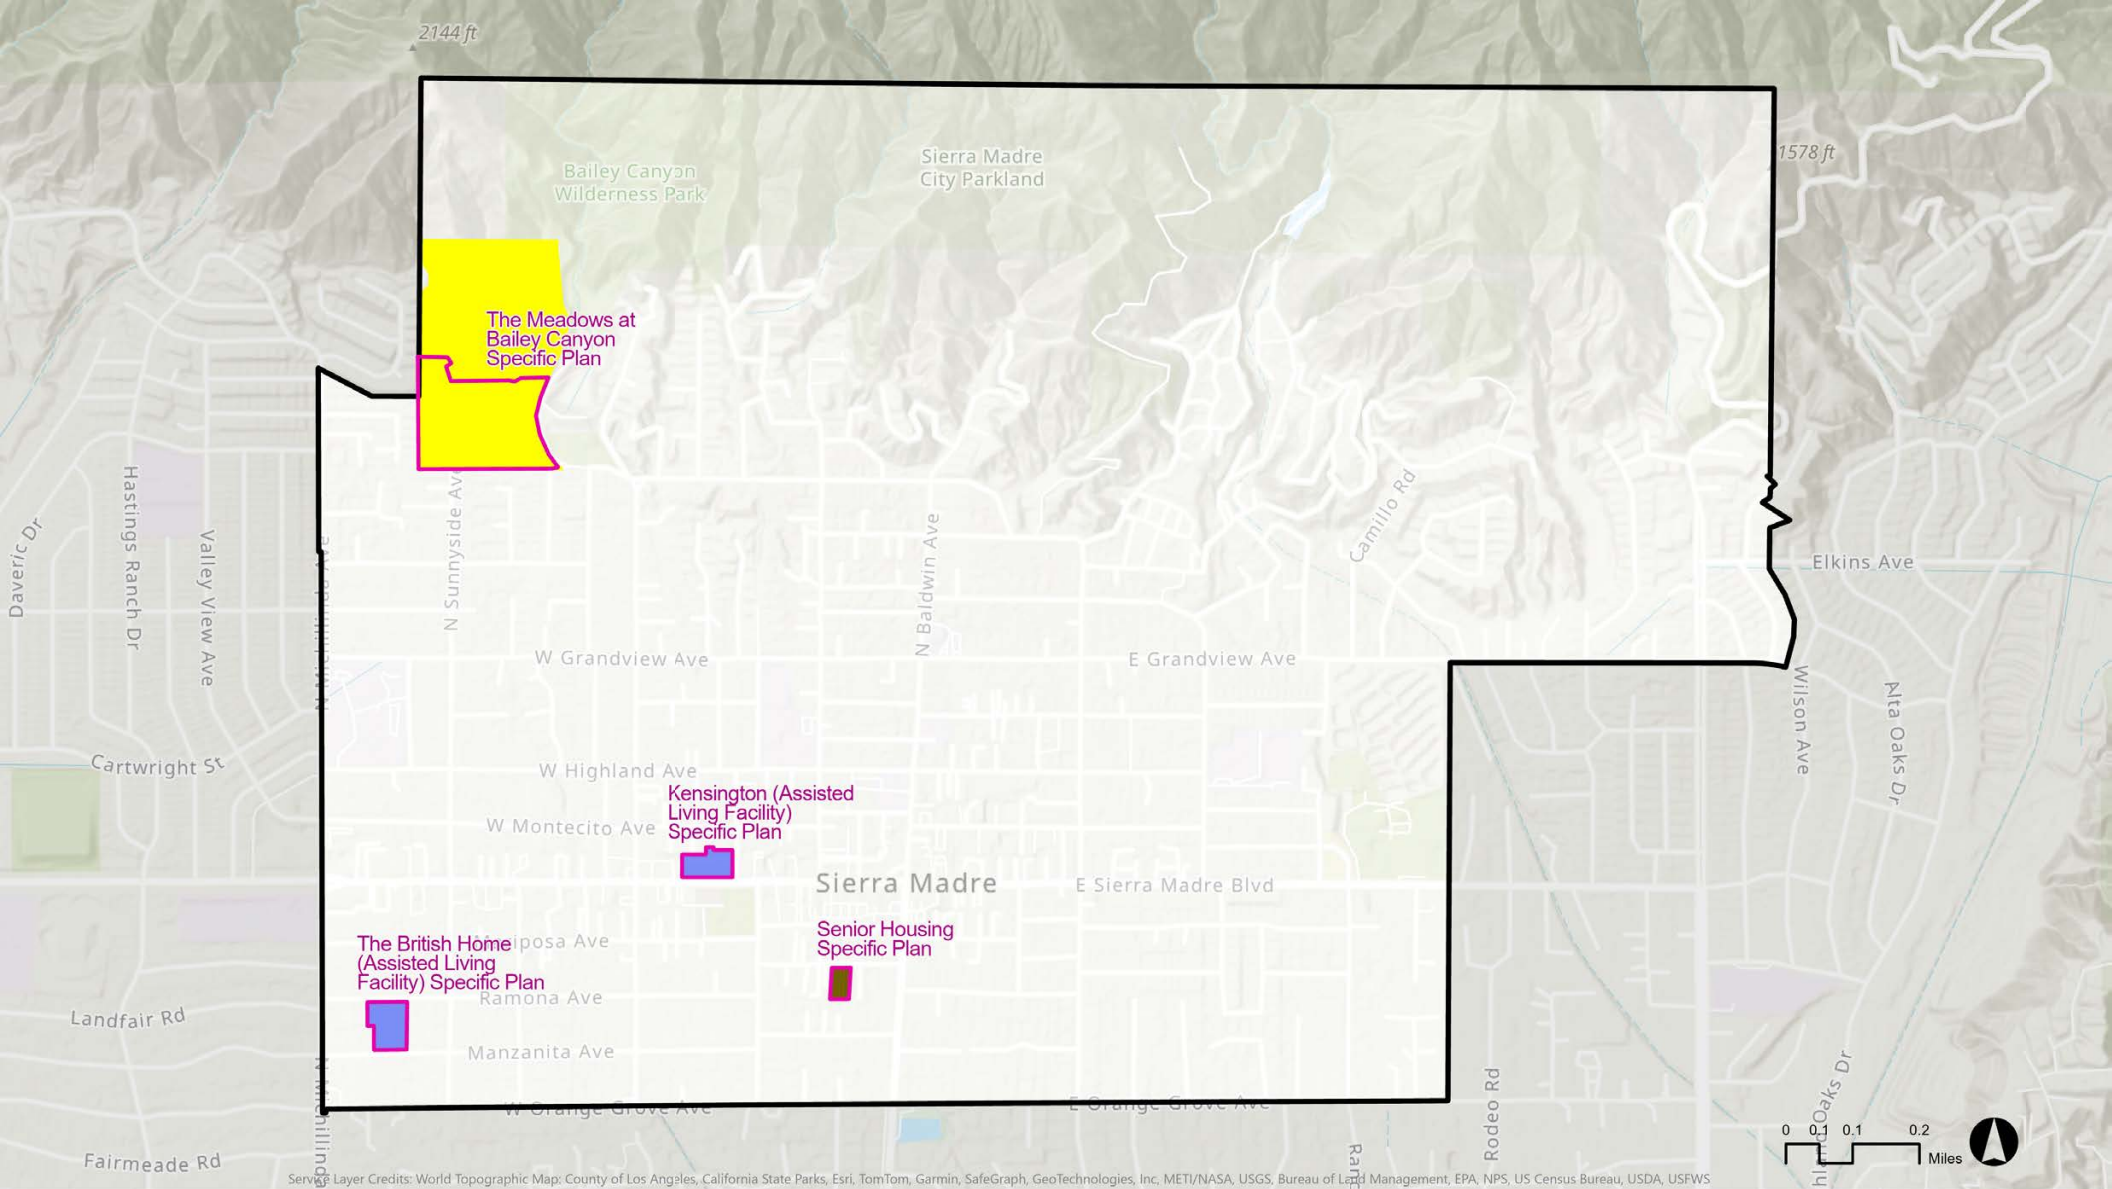 2144 ft
Bailey Canyon
Wilderness Park
Sierra Madre
City Parkland
1578 ft
The Meadows at
Bailey Canyon
Specific Plan
Daveric Dr
Hastings Ranch Dr
Valley View Ave
N Sunnyside Ave
N Baldwin Ave
Camillo Rd
Elkins Ave
W Grandview Ave
E Grandview Ave
Wilson Ave
Alta Oaks Dr
Cartwright St
W Highland Ave
Kensington (Assisted
Living Facility)
Specific Plan
W Montecito Ave
Sierra Madre
E Sierra Madre Blvd
Senior Housing
Specific Plan
The British Home
(Assisted Living
Facility) Specific Plan
Ramona Ave
Landfair Rd
Manzanita Ave
W Orange Grove Ave
E Orange Grove Ave
Rodeo Rd
Fairmeade Rd
0 0.1 0.1 0.2
Miles
Service Layer Credits: World Topographic Map: County of Los Angeles, California State Parks, Esri, TomTom, Garmin, SafeGraph, GeoTechnologies, Inc, METI/NASA, USGS, Bureau of Land Management, EPA, NPS, US Census Bureau, USDA, USFWS